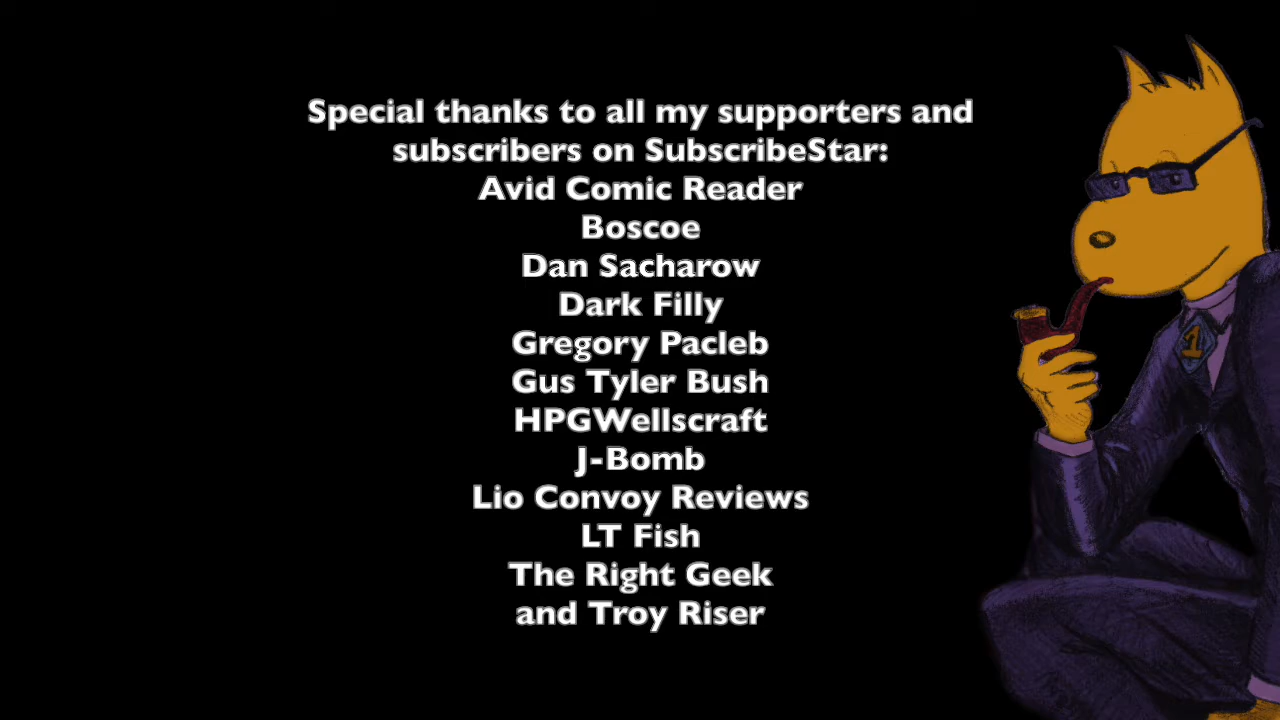 Special thanks to all my supporters and
subscribers on SubscribeStar:
Avid Comic Reader
Boscoe
Dan Sacharow
Dark Filly
Gregory Pacleb
Gus Tyler Bush
HPGWellscraft
J-Bomb
Lio Convoy Reviews
LT Fish
The Right Geek
and Troy Riser
1